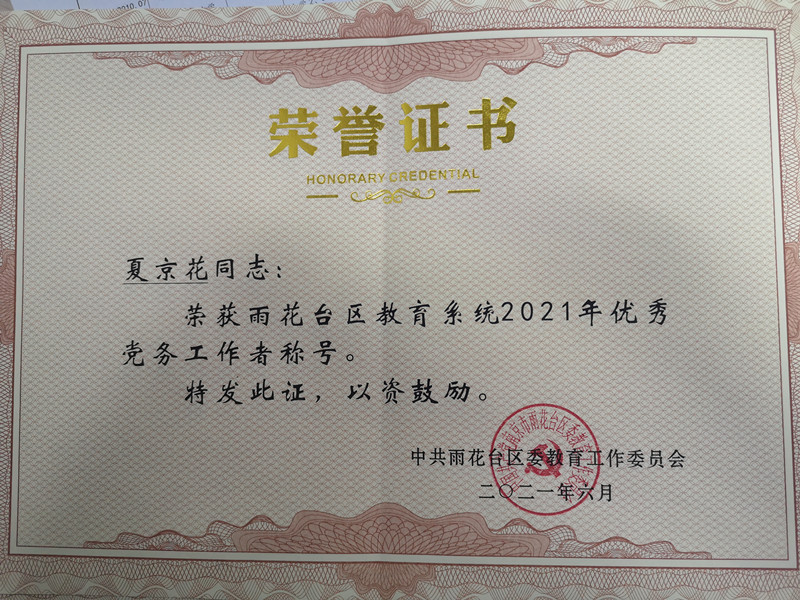 2010.07
荣誉证书
HONORARY CREDENTIAL
夏京花同志：
荣获雨花台区教育系统2021年优秀
党务工作者称号。
特发此证，以资鼓励。
中共雨花台区委教育工作委员会
二〇二一年六月